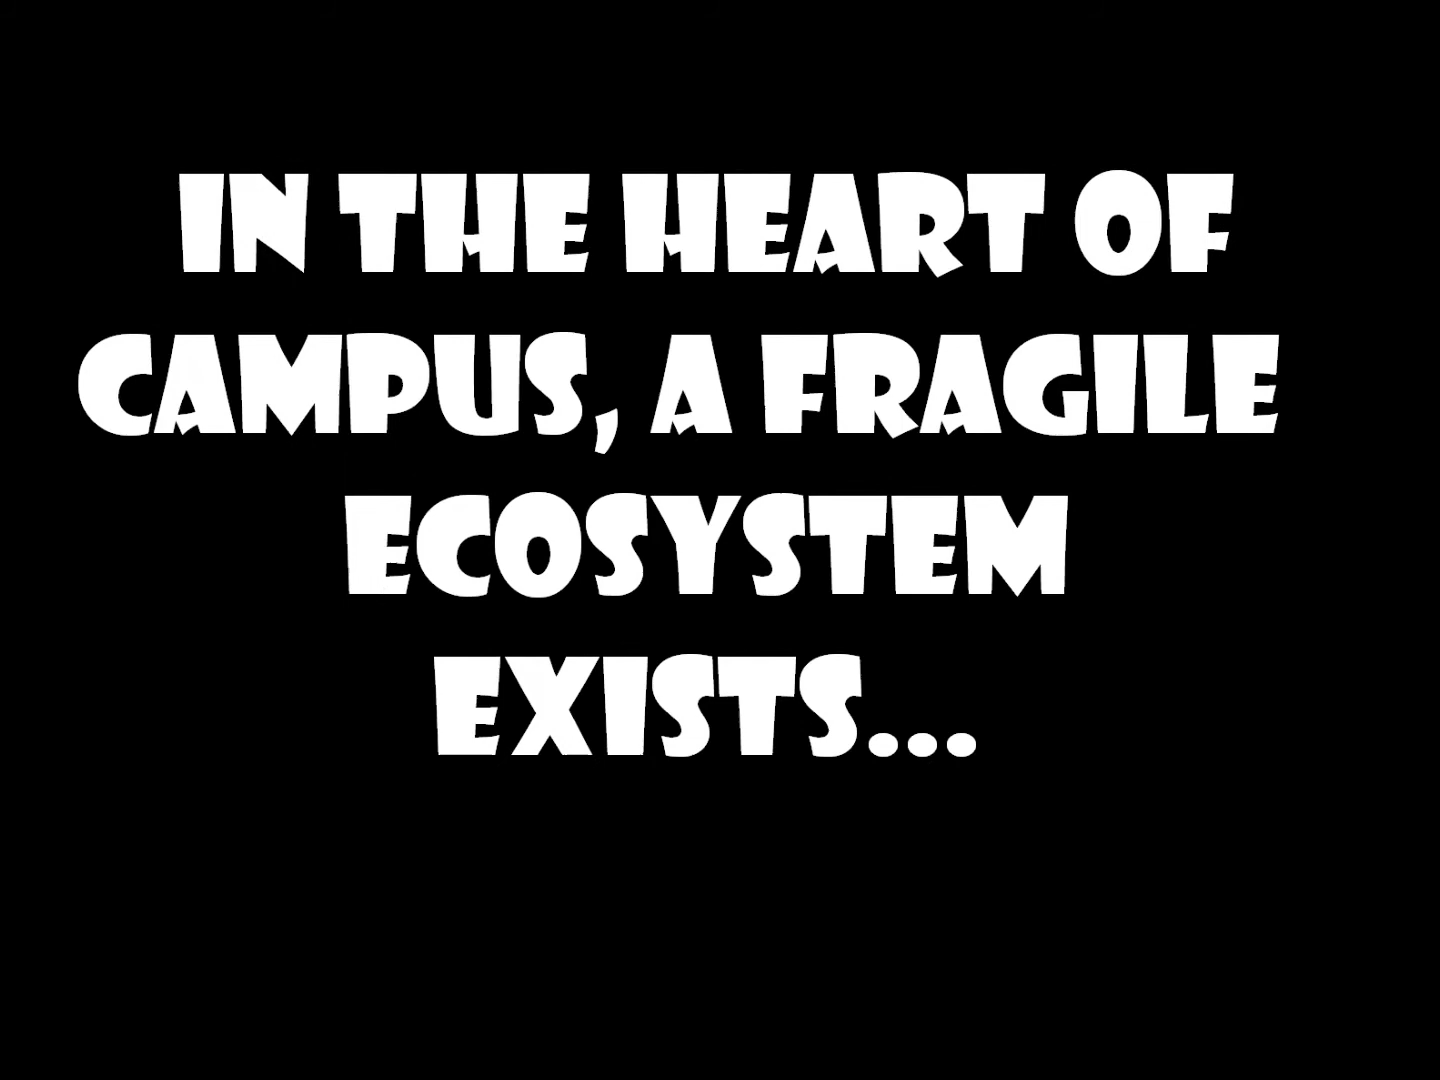 IN THE HEART OF
CAMPUS, A FRAGILE
ECOSYSTEM
EXISTS...